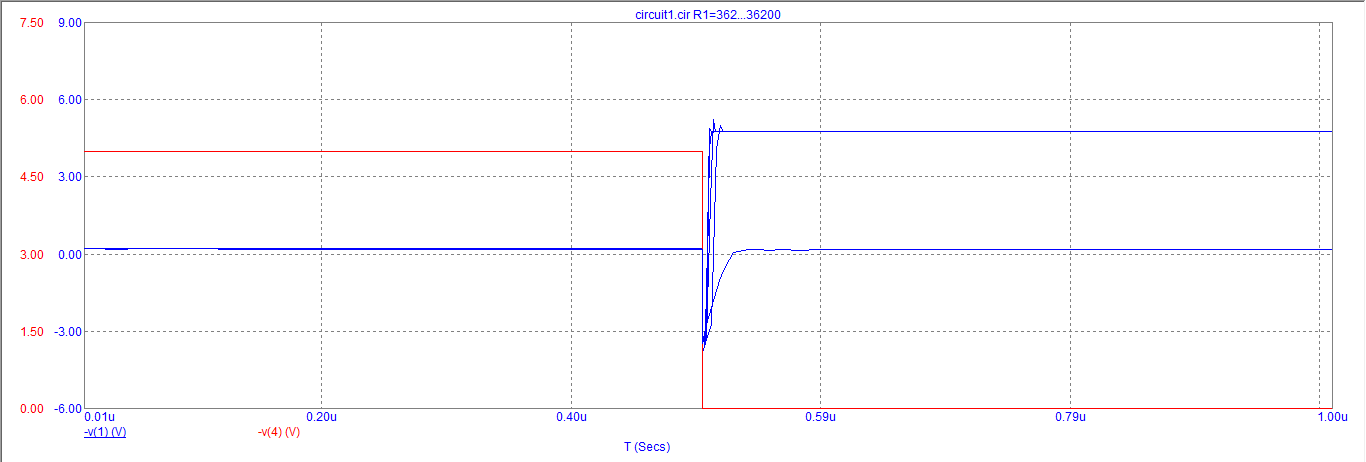 circuit1.cir R1=362...36200
7.50 9.00
6.00 6.00
4.50 3.00
3.00 0.00
1.50 -3.00
0.00 -6.00
0.01u 0.20u 0.40u 0.59u 0.79u 1.00u
-v(1) (V) -v(4) (V)
T (Secs)